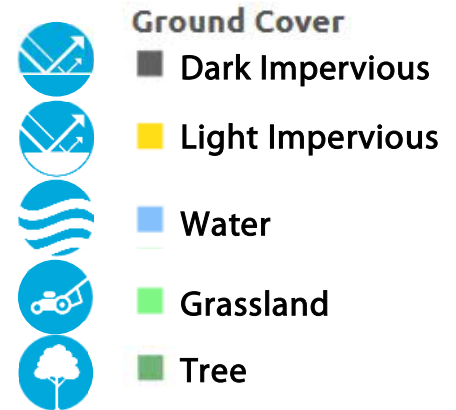 Ground Cover
Dark Impervious
Light Impervious
Water
Grassland
Tree